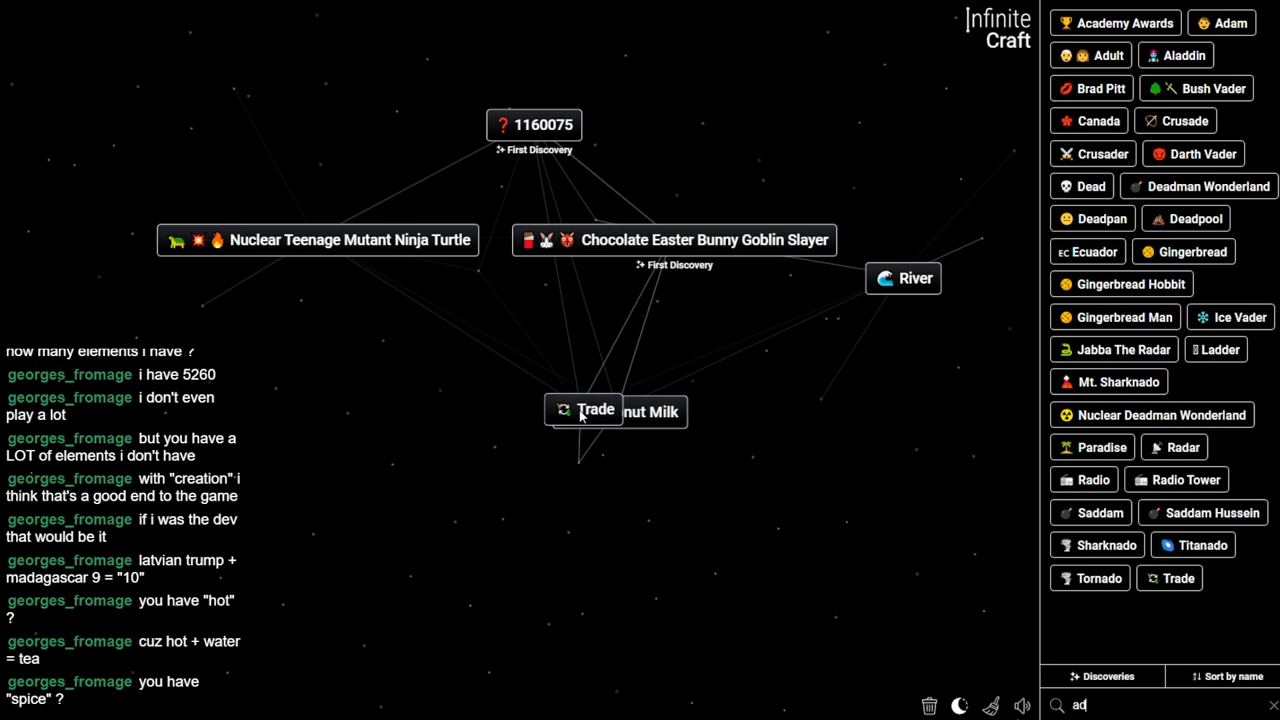 Infinite
Craft
❓ 1160075
First Discovery
Nuclear Teenage Mutant Ninja Turtle
Chocolate Easter Bunny Goblin Slayer
First Discovery
River
Trade
nut Milk
how many elements i have ?
georges_fromage i have 5260
georges_fromage i don't even
play a lot
georges_fromage but you have a
LOT of elements i don't have
georges_fromage with "creation" i
think that's a good end to the game
georges_fromage if i was the dev
that would be it
georges_fromage latvian trump +
madagascar 9 = "10"
georges_fromage you have "hot"
?
georges_fromage cuz hot + water
= tea
georges_fromage you have
"spice" ?
Academy Awards
Adam
Adult
Aladdin
Brad Pitt
Bush Vader
Canada
Crusade
Crusader
Darth Vader
Dead
Deadman Wonderland
Deadpan
Deadpool
EC Ecuador
Gingerbread
Gingerbread Hobbit
Gingerbread Man
Ice Vader
Jabba The Radar
Ladder
Mt. Sharknado
Nuclear Deadman Wonderland
Paradise
Radar
Radio
Radio Tower
Saddam
Saddam Hussein
Sharknado
Titanado
Tornado
Trade
Discoveries
Sort by name
ad